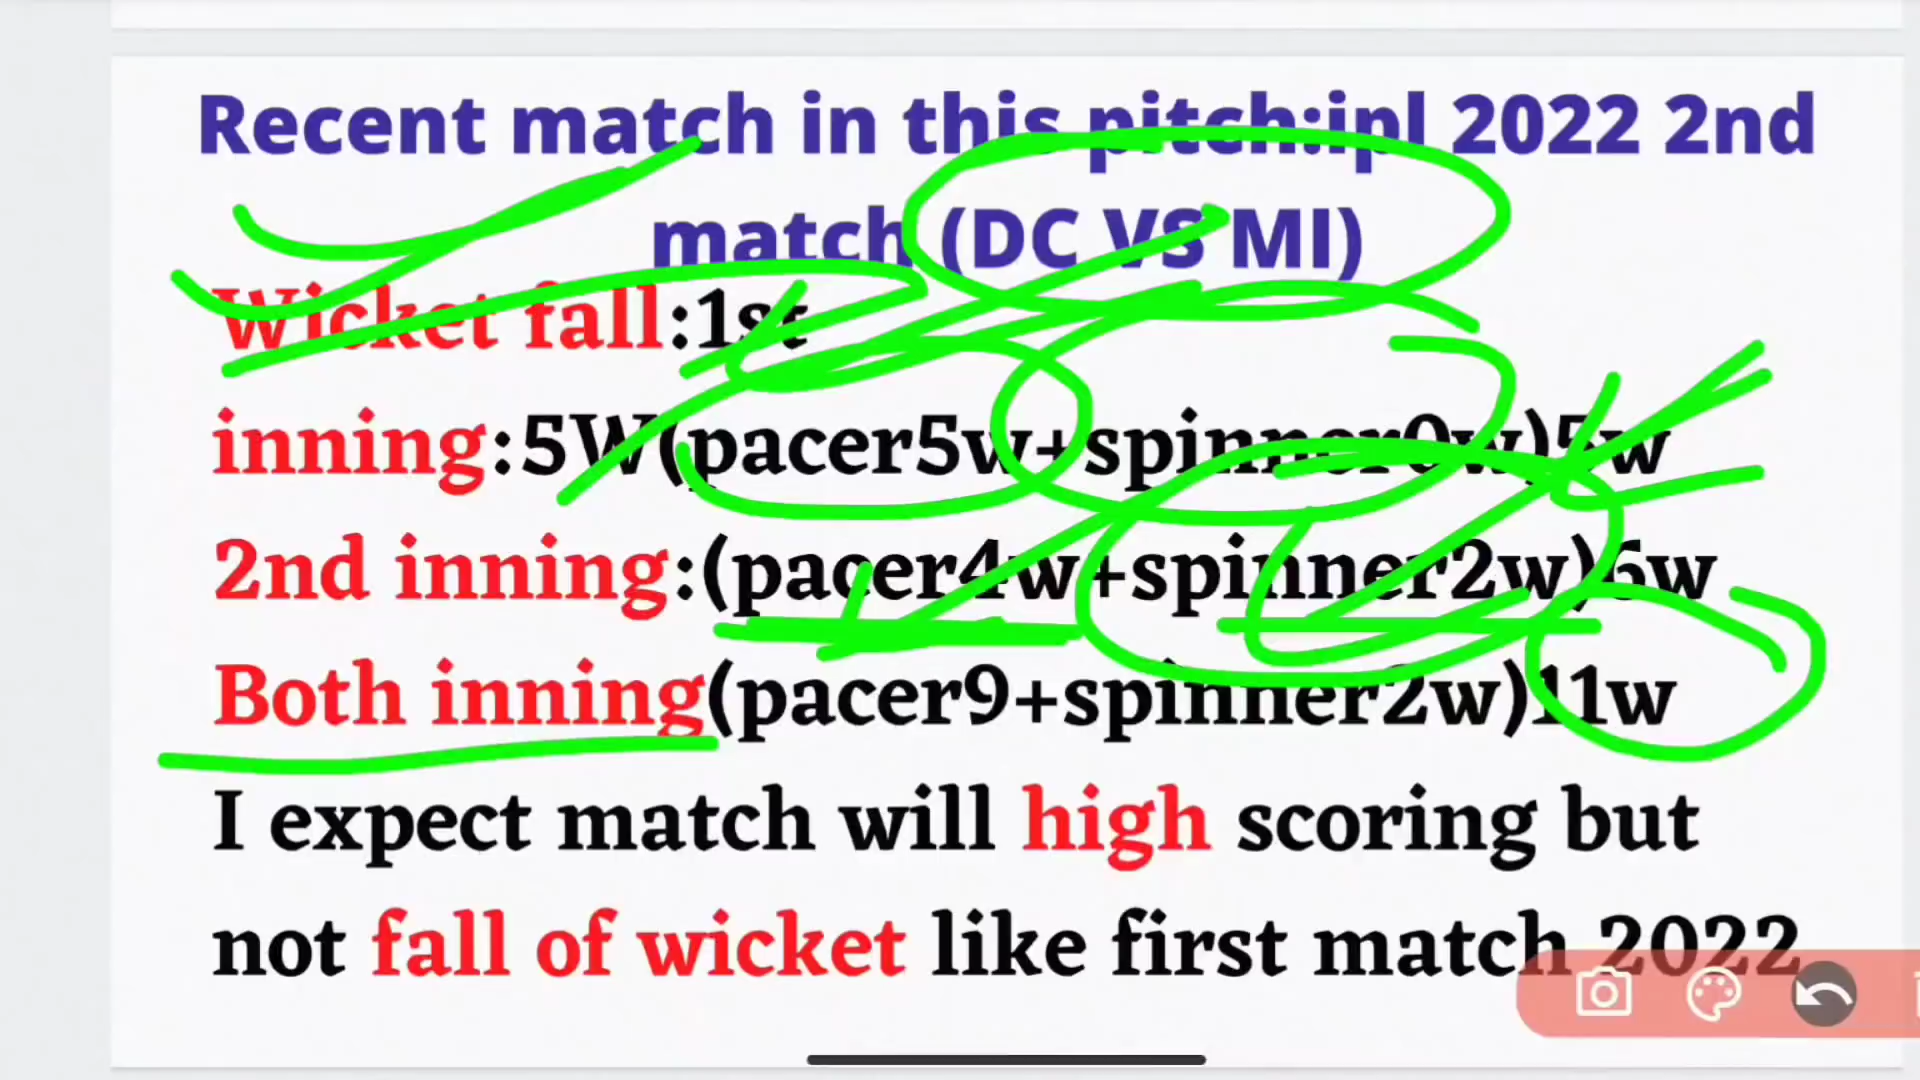 Recent match in this pitch:ipl 2022 2nd
match (DC VS MI)
Wicket fall:1st
inning:5W(pacer5w+spinner0w)5w
2nd inning:(pacer4w+spinner2w)6w
Both inning(pacer9+spinner2w)11w
I expect match will high scoring but
not fall of wicket like first match 2022